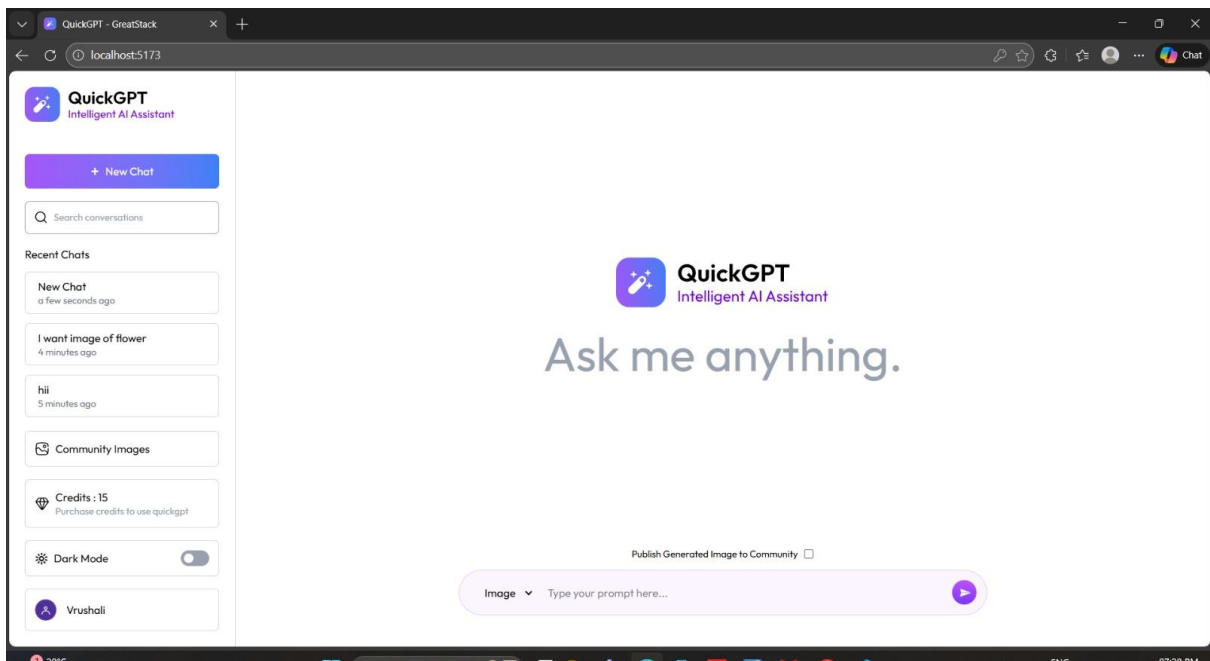 QuickGPT - GreatStack
localhost:5173
Chat
QuickGPT
Intelligent AI Assistant
+ New Chat
Search conversations
Recent Chats
New Chat
a few seconds ago
I want image of flower
4 minutes ago
hii
5 minutes ago
Community Images
Credits : 15
Purchase credits to use quickgpt
Dark Mode
Vrushali
QuickGPT
Intelligent AI Assistant
Ask me anything.
Publish Generated Image to Community
Image
Type your prompt here...